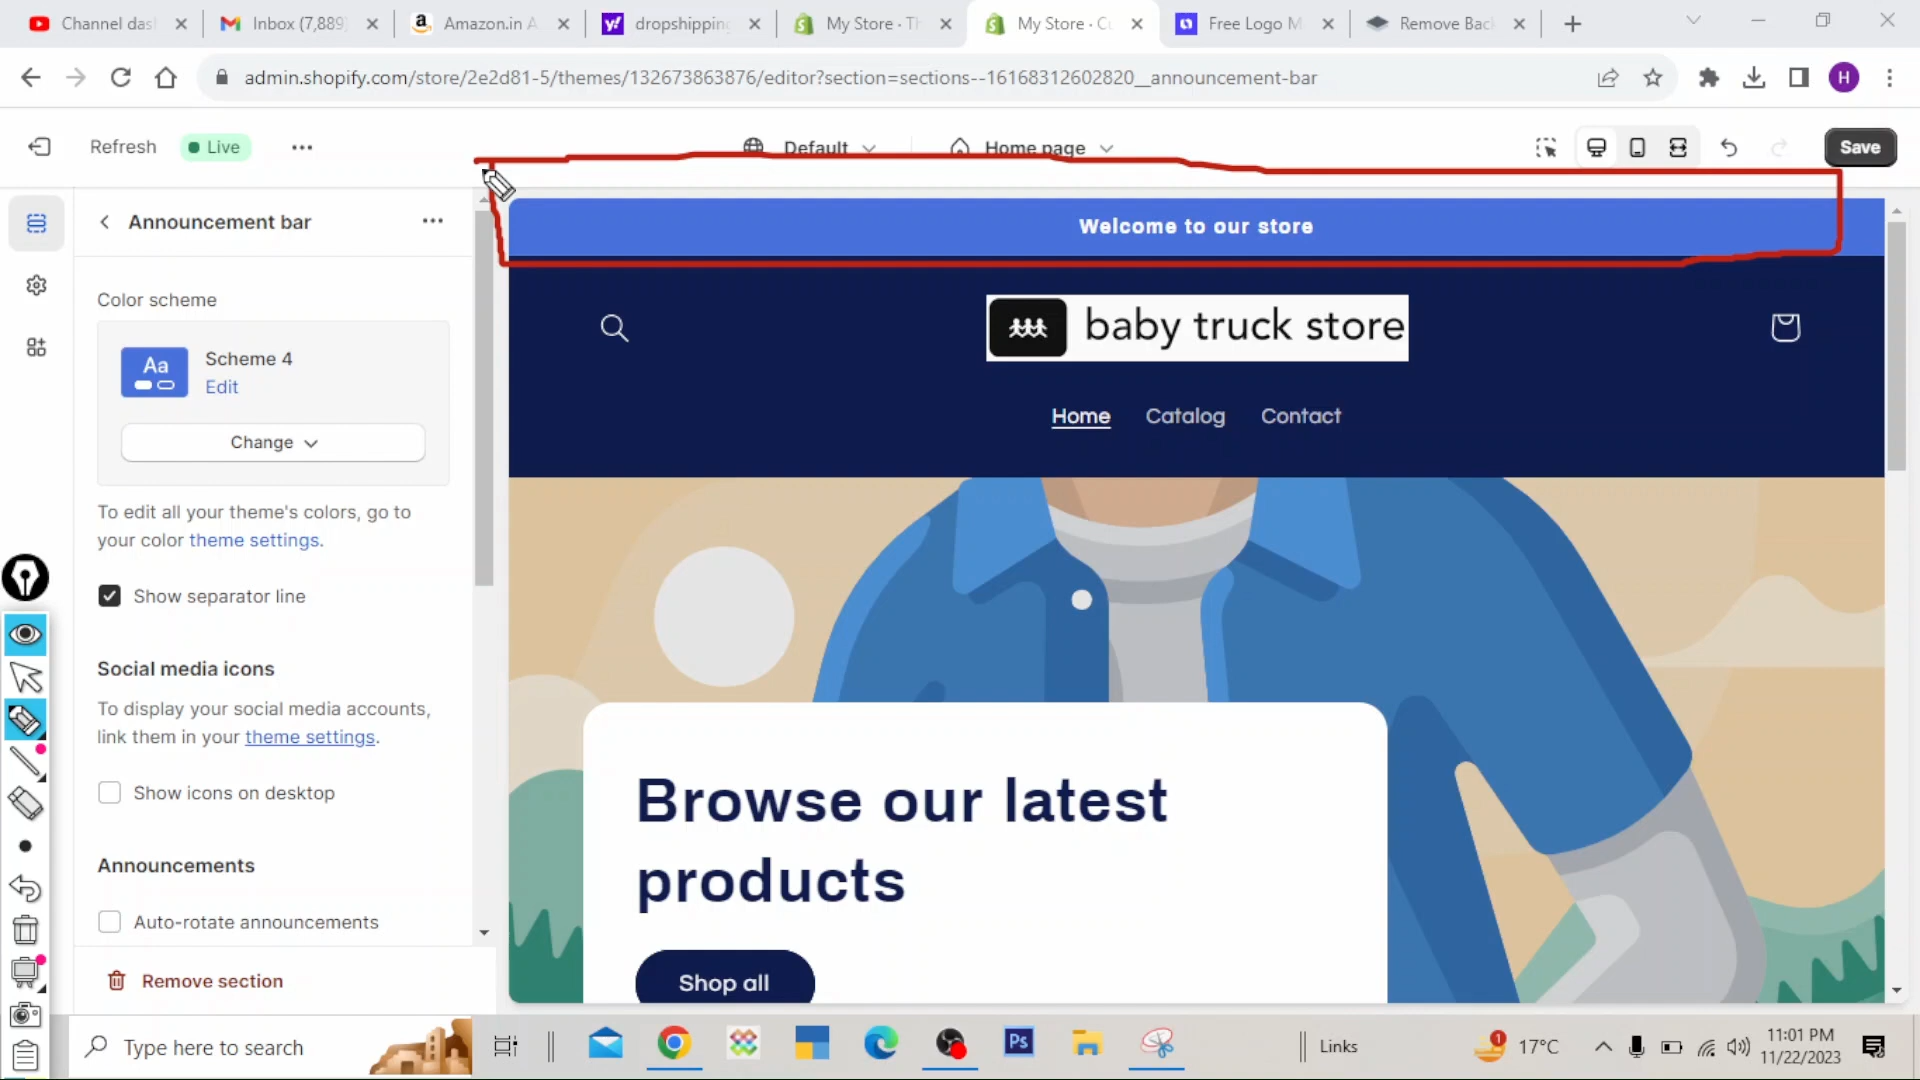 Channel das
Inbox (7,889)
Amazon.in A
dropshipping
My Store · Th
My Store · Cu
Free Logo M
Remove Bac
admin.shopify.com/store/2e2d81-5/themes/132673863876/editor?section=sections--16168312602820__announcement-bar
H
Refresh
Live
Default
Home page
Save
Announcement bar
Welcome to our store
Color scheme
Aa
Scheme 4
Edit
Change
baby truck store
Home
Catalog
Contact
To edit all your theme's colors, go to
your color theme settings.
Show separator line
Social media icons
To display your social media accounts,
link them in your theme settings.
Show icons on desktop
Announcements
Auto-rotate announcements
Remove section
Browse our latest
products
Shop all
Type here to search
Ps
Links
1
17°C
11:01 PM
11/22/2023